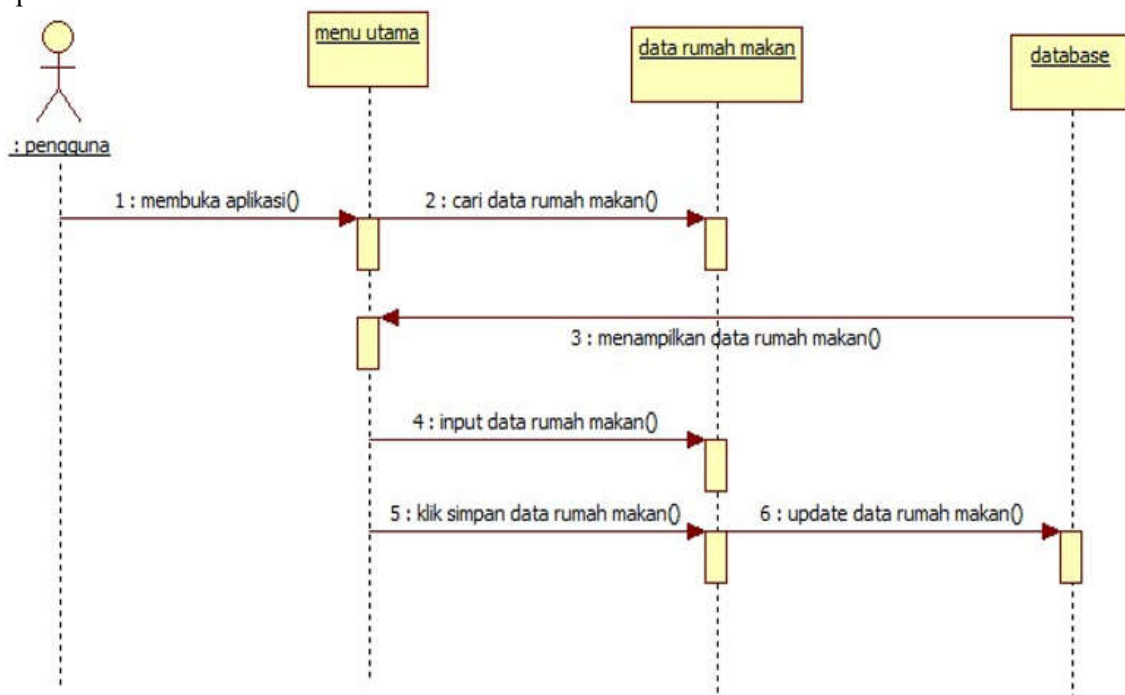 menu utama
data rumah makan
database
: pengguna
1 : membuka aplikasi()
2 : cari data rumah makan()
3 : menampilkan data rumah makan()
4 : input data rumah makan()
5 : klik simpan data rumah makan()
6 : update data rumah makan()